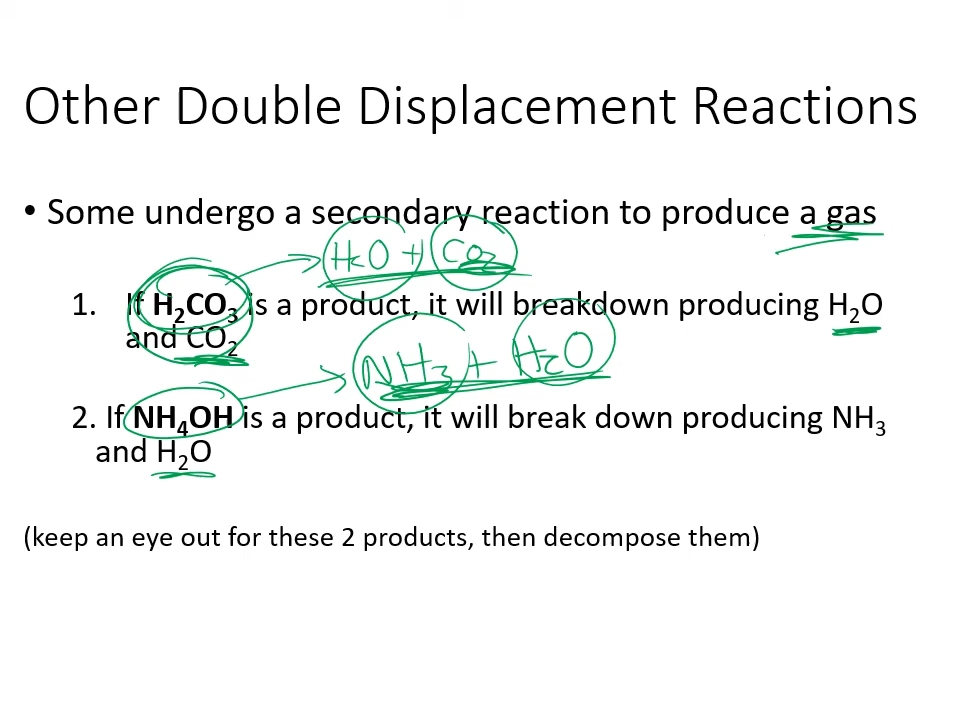 Other Double Displacement Reactions
• Some undergo a secondary reaction to produce a gas
H2O + CO2
1. If H2CO3 is a product, it will breakdown producing H2O
and CO2
NH3 + H2O
2. If NH4OH is a product, it will break down producing NH3
and H2O
(keep an eye out for these 2 products, then decompose them)